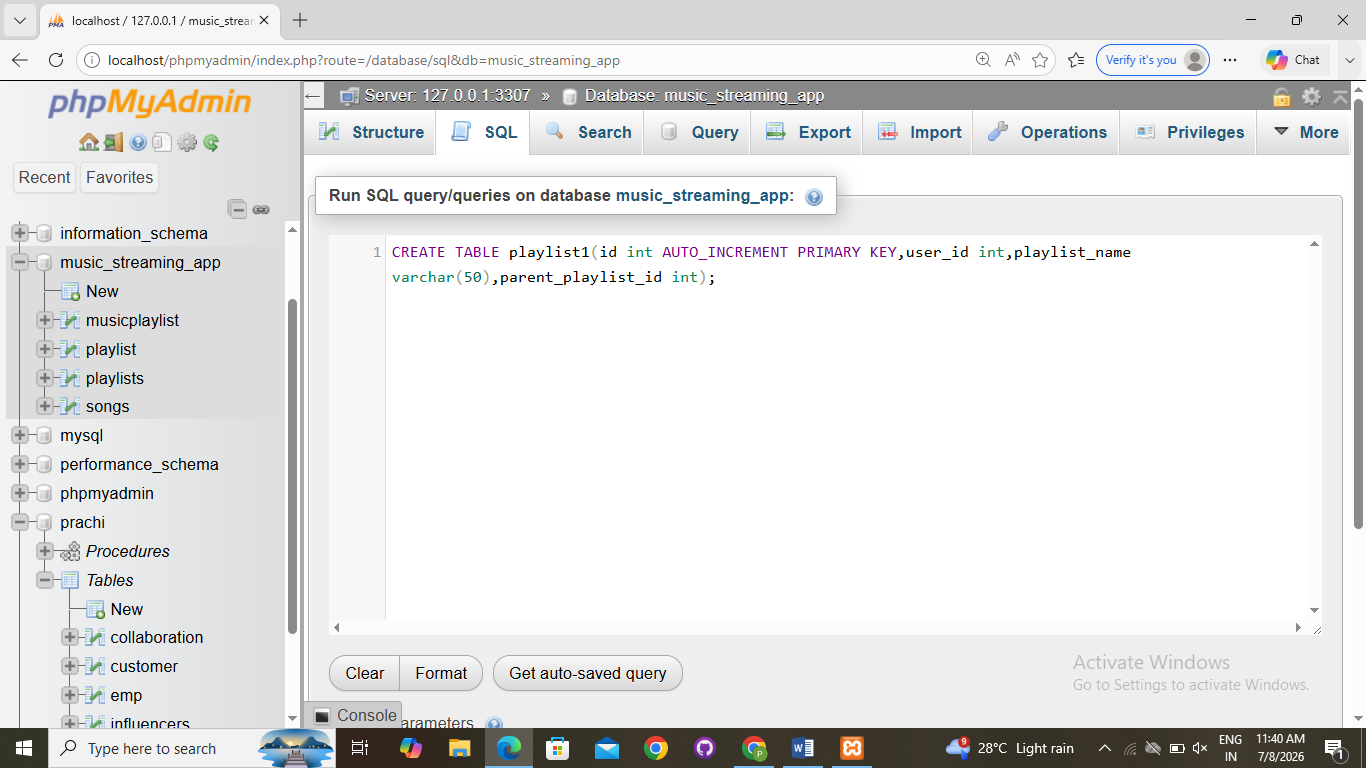 localhost / 127.0.0.1 / music_strear
localhost/phpmyadmin/index.php?route=/database/sql&db=music_streaming_app
Verify it's you
Chat
phpMyAdmin
Recent
Favorites
information_schema
music_streaming_app
New
musicplaylist
playlist
playlists
songs
mysql
performance_schema
phpmyadmin
prachi
Procedures
Tables
New
collaboration
customer
emp
influencers
Server: 127.0.0.1:3307 » Database: music_streaming_app
Structure
SQL
Search
Query
Export
Import
Operations
Privileges
More
Run SQL query/queries on database music_streaming_app:
1
CREATE TABLE playlist1(id int AUTO_INCREMENT PRIMARY KEY,user_id int,playlist_name
varchar(50),parent_playlist_id int);
Clear
Format
Get auto-saved query
Console
arameters
Activate Windows
Go to Settings to activate Windows.
Type here to search
9
28°C Light rain
ENG
IN
11:40 AM
7/8/2026
1